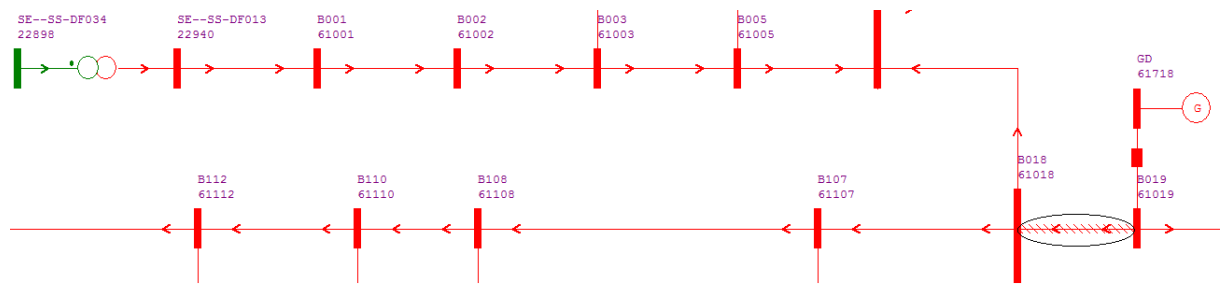 SE--SS-DF034
22898
SE--SS-DF013
22940
B001
61001
B002
61002
B003
61003
B005
61005
GD
61718
G
B018
61018
B112
61112
B110
61110
B108
61108
B107
61107
B019
61019